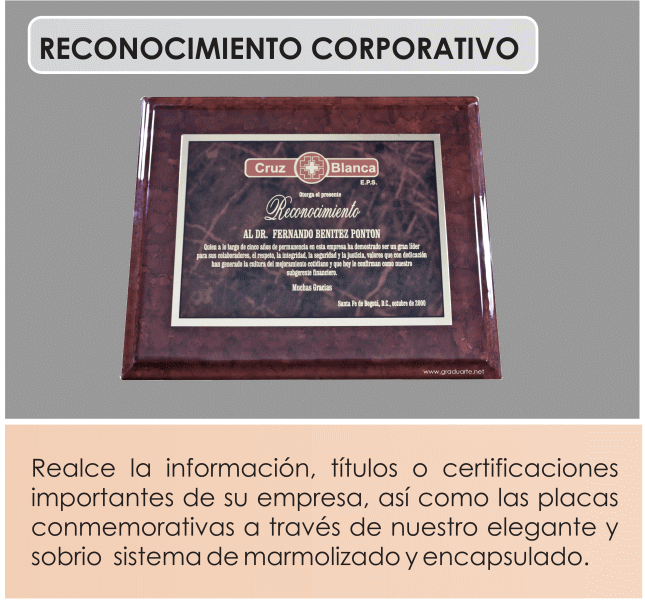 RECONOCIMIENTO CORPORATIVO
Cruz Blanca
E.P.S.
Otorga el presente
Reconocimiento
AL DR. FERNANDO BENITEZ PONTON
Quien a lo largo de cinco años de permanencia en esta empresa ha demostrado ser un gran líder
para sus colaboradores, el respeto, la integridad, la seguridad y la justicia, valores que con dedicación
han generado la cultura del mejoramiento cotidiano y que hoy le confirman como nuestro
subgerente financiero.
Muchas Gracias
Santa Fe de Bogotá, D.C., octubre de 2000
www.graduarte.net
Realce la información, títulos o certificaciones
importantes de su empresa, así como las placas
conmemorativas a través de nuestro elegante y
sobrio sistema de marmolizado y encapsulado.